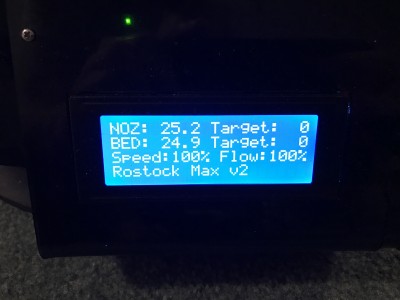 NOZ: 25.2 Target: 0
BED: 24.9 Target: 0
Speed:100% Flow:100%
Rostock Max v2